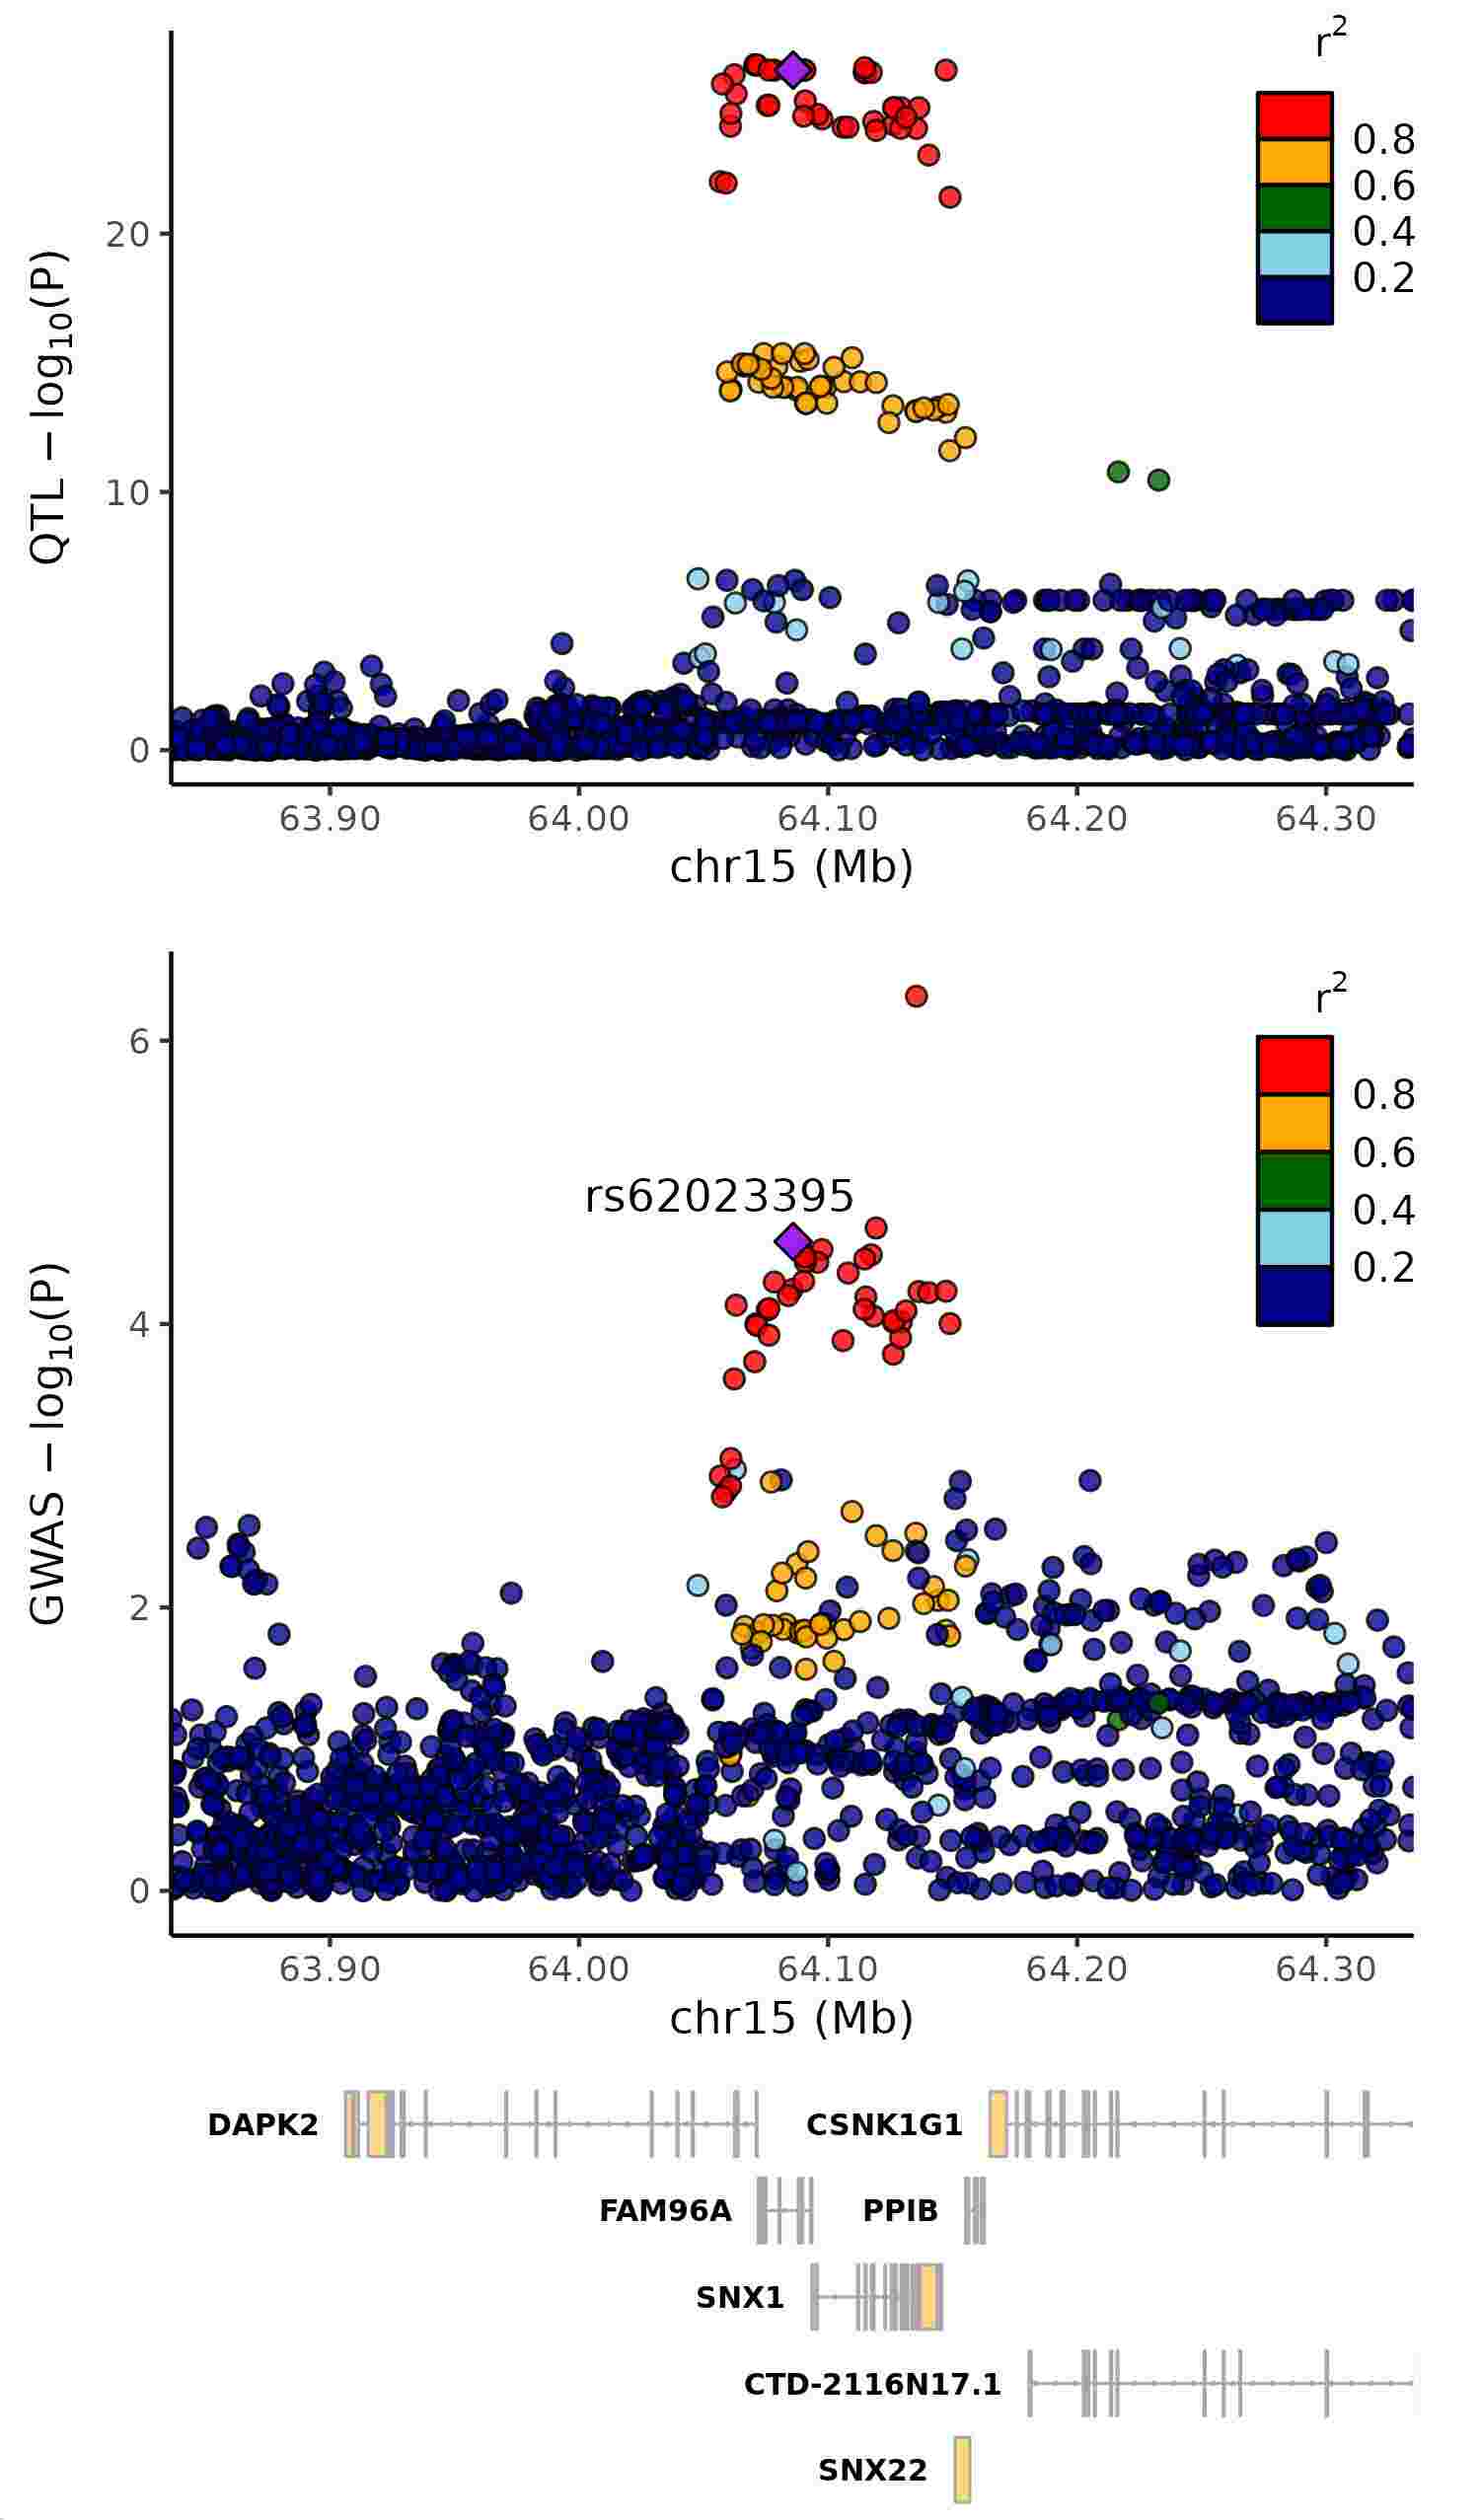 r²
0.8
0.6
0.4
0.2
QTL −log₁₀(P)
20
10
0
63.90 64.00 64.10 64.20 64.30
chr15 (Mb)
r²
0.8
0.6
0.4
0.2
rs62023395
GWAS −log₁₀(P)
6
4
2
0
63.90 64.00 64.10 64.20 64.30
chr15 (Mb)
DAPK2 CSNK1G1
FAM96A PPIB
SNX1
CTD-2116N17.1
SNX22